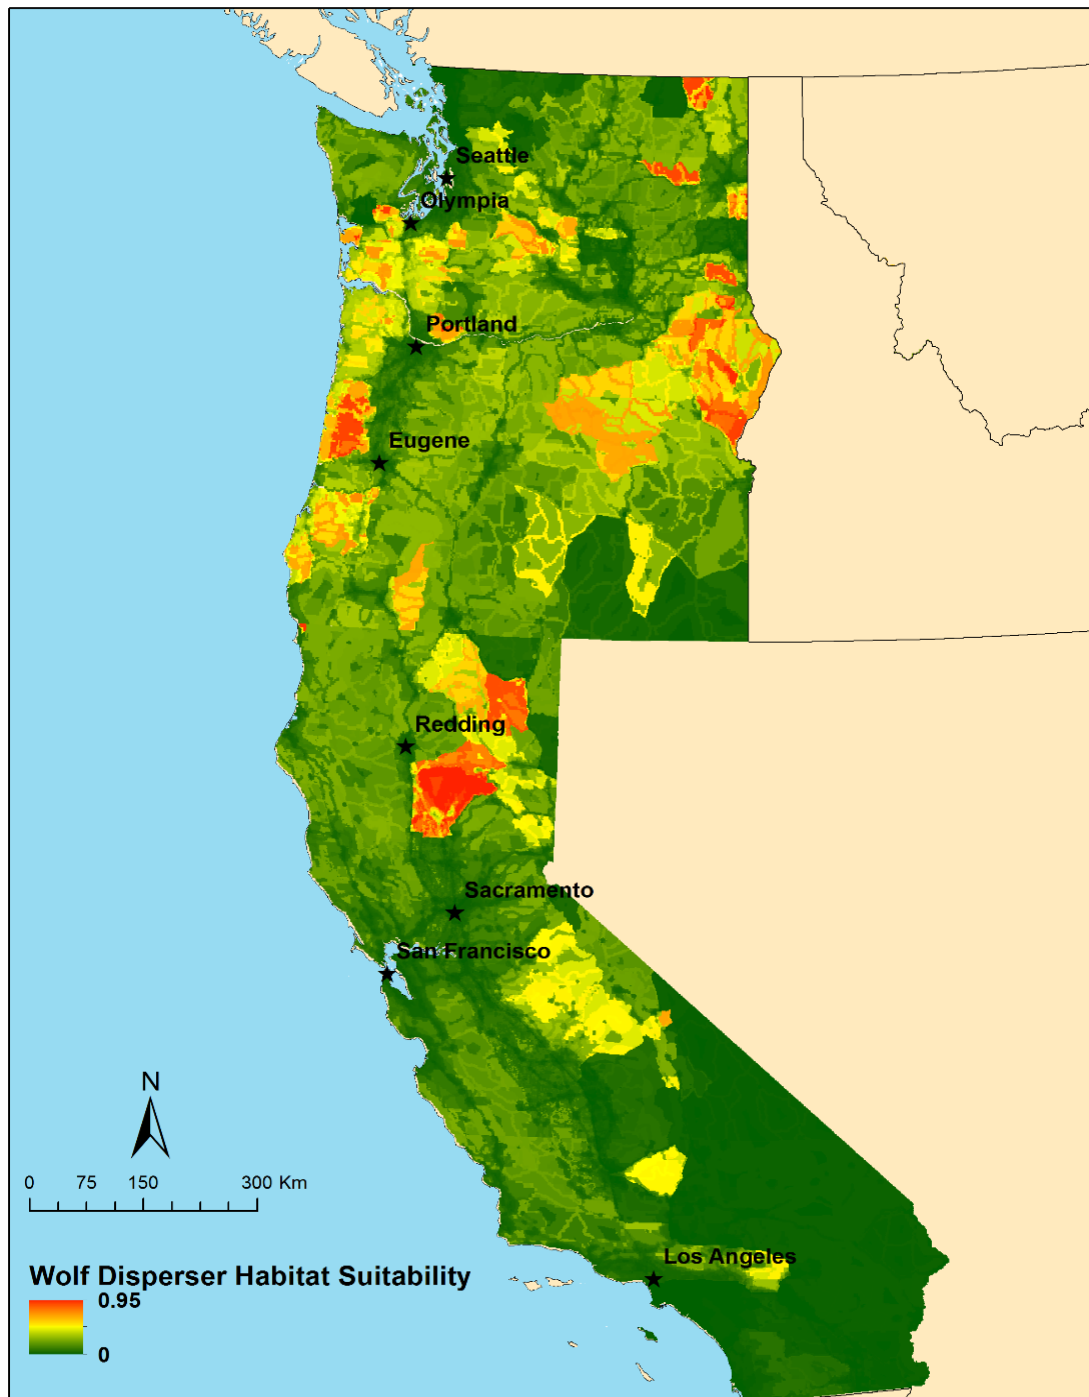 Seattle
Olympia
Portland
Eugene
Redding
Sacramento
San Francisco
N
0 75 150 300 Km
Los Angeles
Wolf Disperser Habitat Suitability
0.95
0